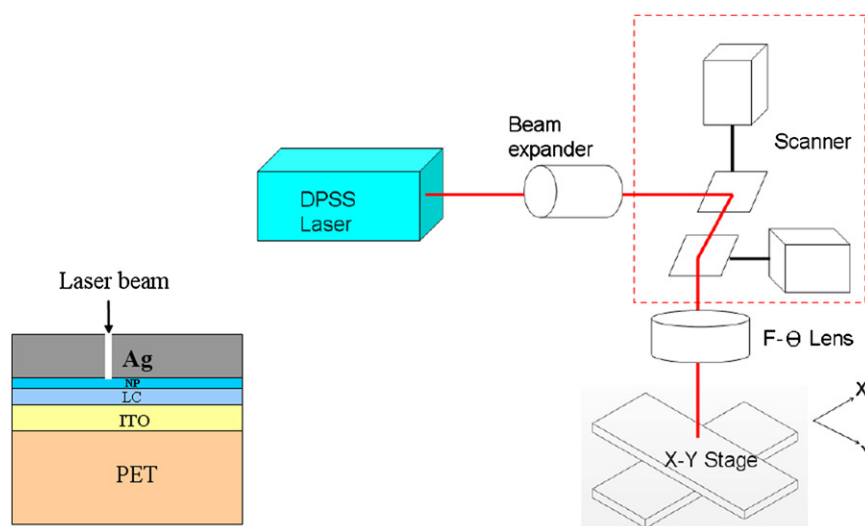 Beam
expander
Scanner
DPSS
Laser
Laser beam
Ag
NP
LC
ITO
PET
F-Θ Lens
X
Y
X-Y Stage